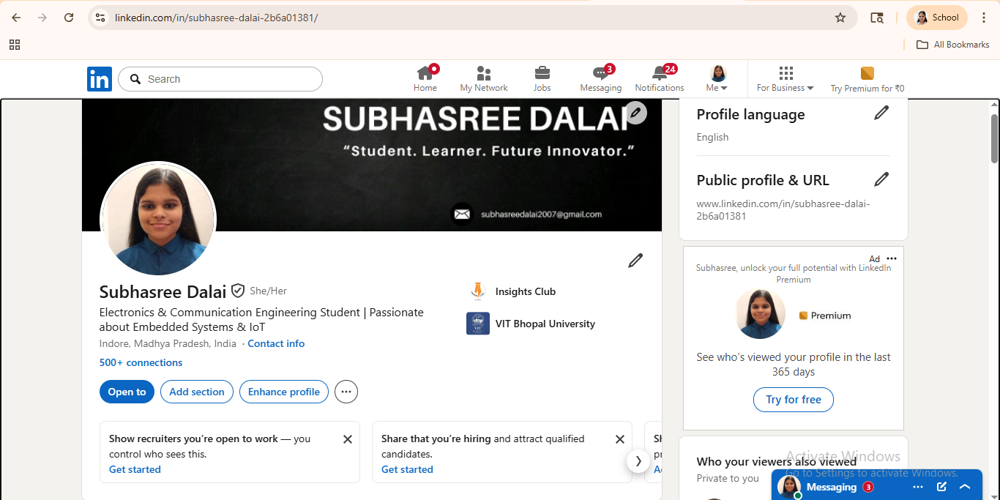 linkedin.com/in/subhasree-dalai-2b6a01381/
School
All Bookmarks
in
Search
Home
My Network
Jobs
3
Messaging
24
Notifications
Me
For Business
Try Premium for ₹0
SUBHASREE DALAI
“Student. Learner. Future Innovator.”
subhasreedalai2007@gmail.com
Subhasree Dalai
She/Her
Electronics & Communication Engineering Student | Passionate
about Embedded Systems & IoT
Indore, Madhya Pradesh, India · Contact info
500+ connections
Insights Club
VIT
VIT Bhopal University
Open to
Add section
Enhance profile
Show recruiters you’re open to work — you
control who sees this.
Get started
Share that you’re hiring and attract qualified
candidates.
Get started
Profile language
English
Public profile & URL
www.linkedin.com/in/subhasree-dalai-
2b6a01381
Ad
Subhasree, unlock your full potential with LinkedIn
Premium
Premium
See who’s viewed your profile in the last
365 days
Try for free
Who your viewers also viewed
Private to you
Activate Windows
Go to Settings to activate Windows.
Messaging 3